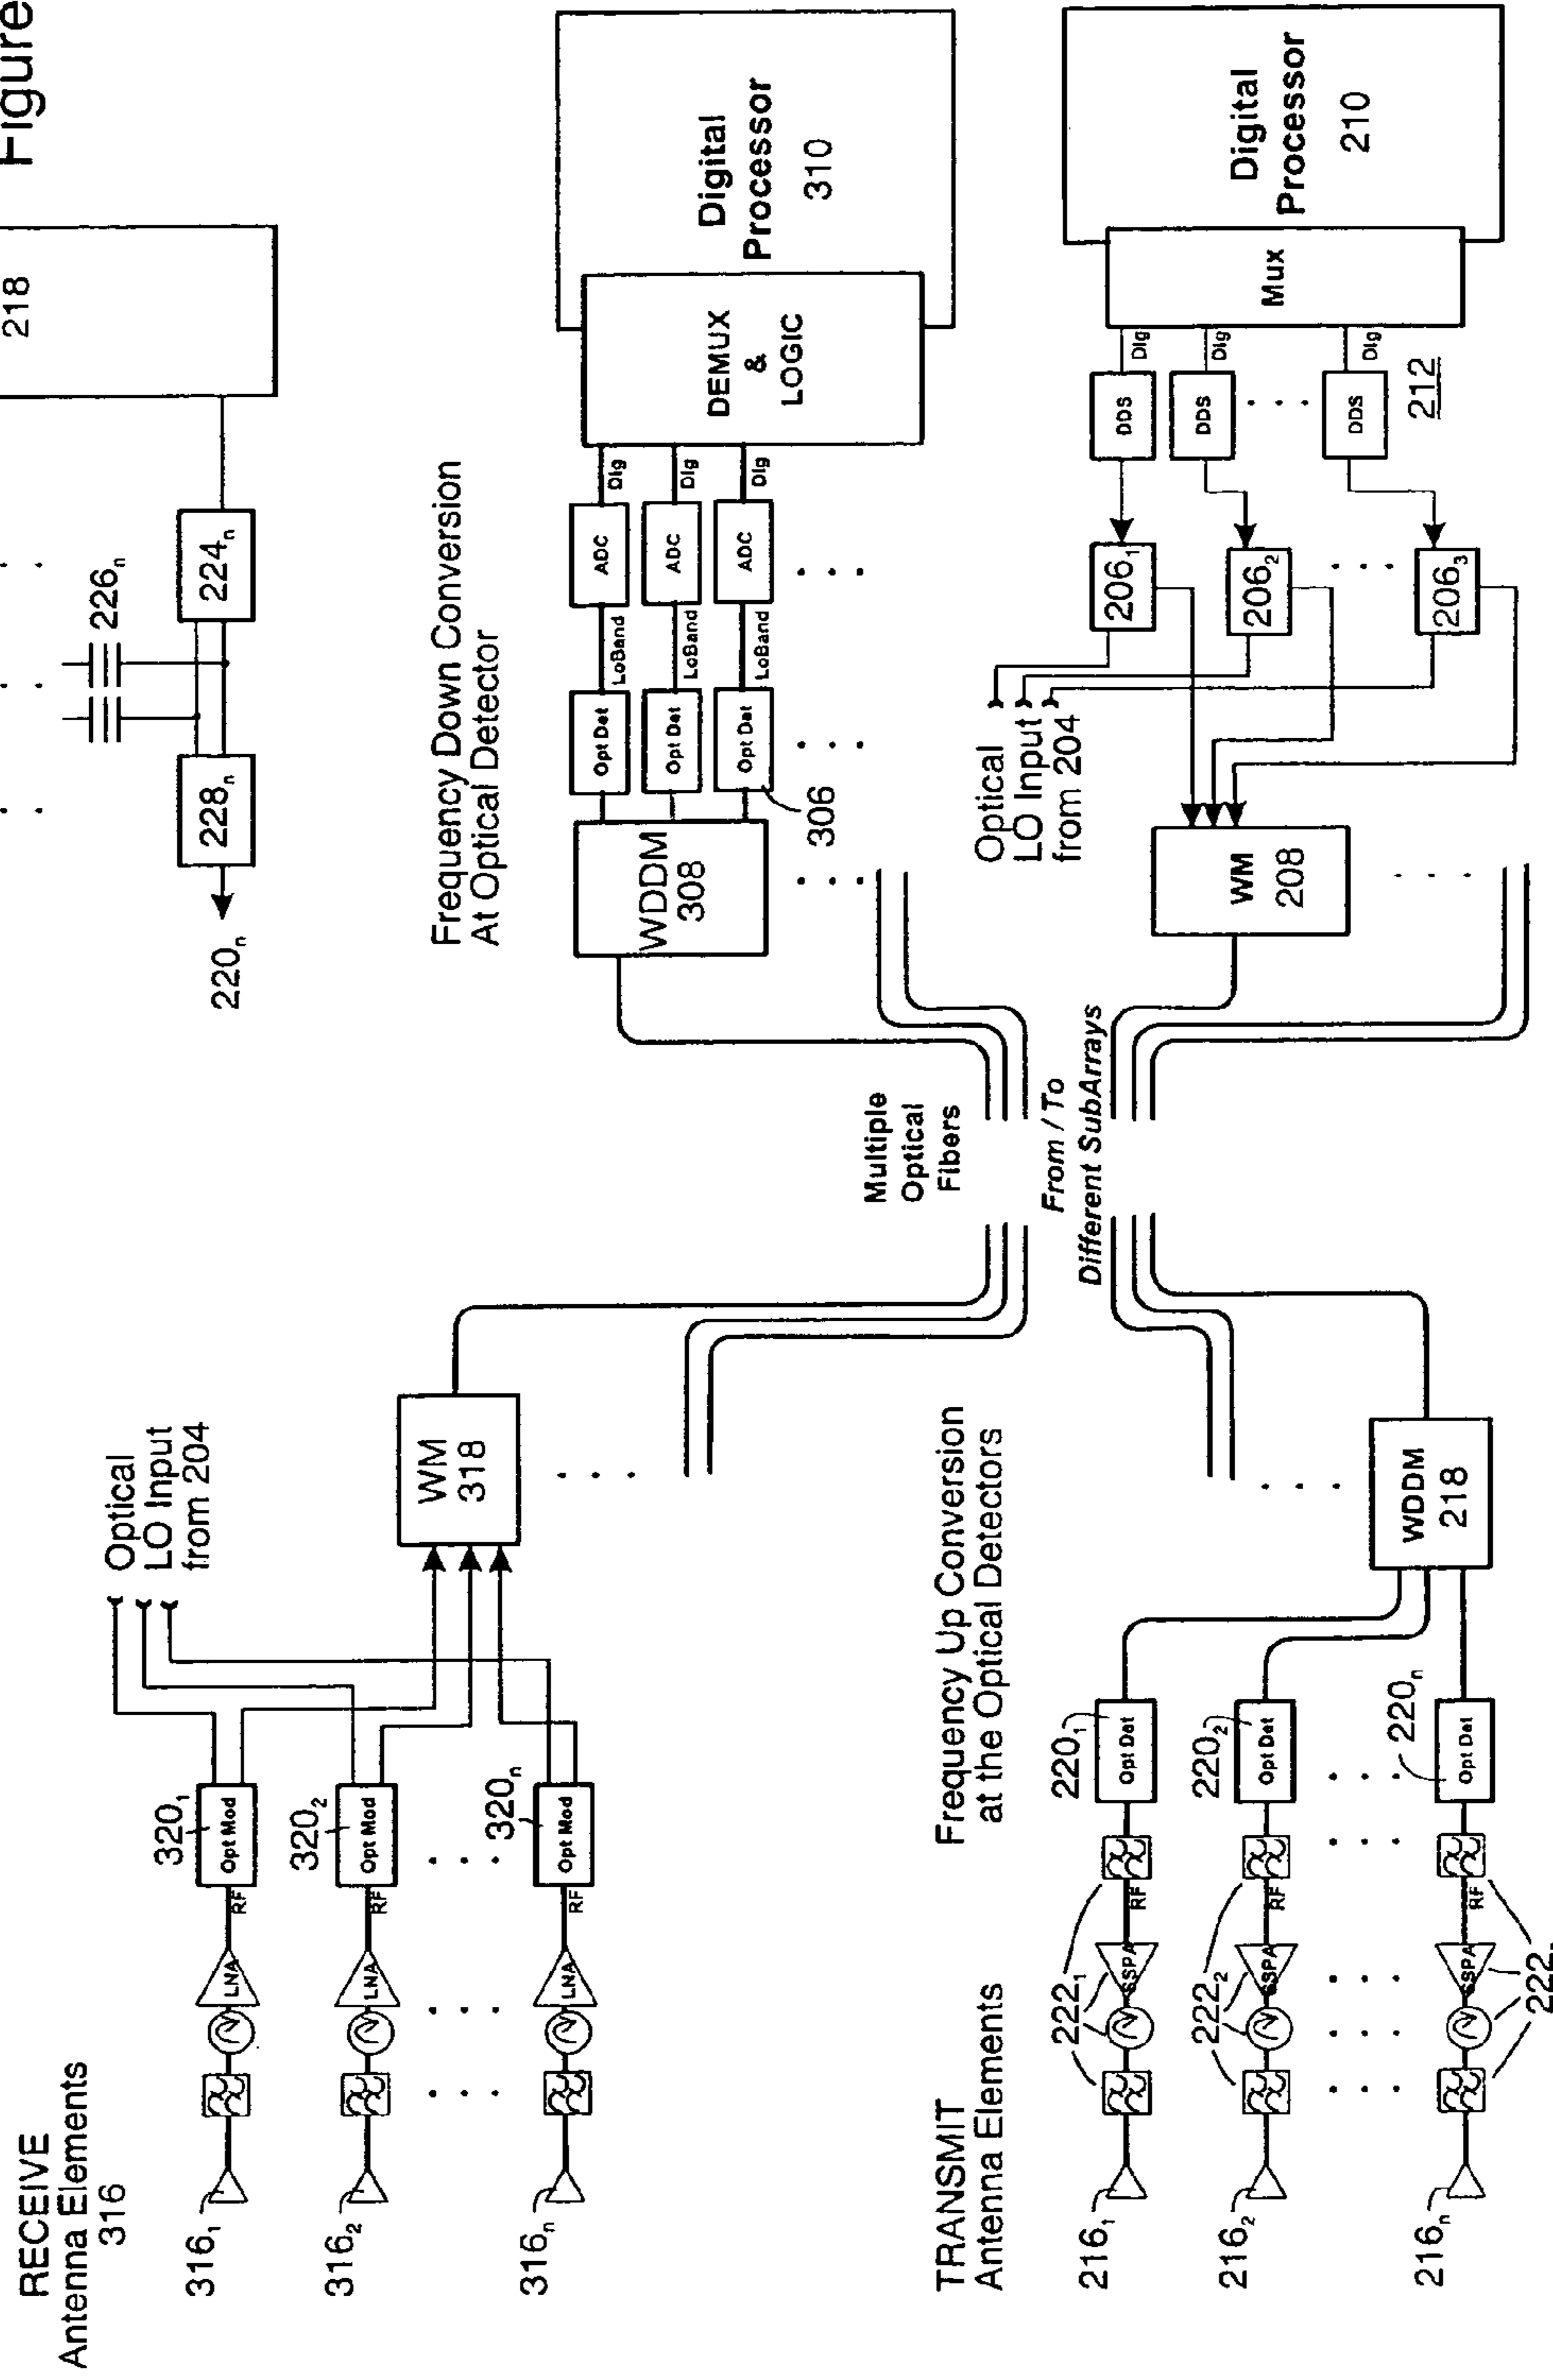 Figure
218
224n
226n
228n
220n
RECEIVE
Antenna Elements
316
Optical
LO Input
from 204
Frequency Down Conversion
At Optical Detector
316₁
LNA
RF
320₁
Opt Mod
316₂
LNA
RF
320₂
Opt Mod
316n
LNA
RF
320n
Opt Mod
WM
318
WDDM
308
Opt Det
LoBand
ADC
Dig
Opt Det
LoBand
ADC
Dig
Opt Det
LoBand
ADC
Dig
306
DEMUX
&
LOGIC
Digital
Processor
310
Multiple
Optical
Fibers
From / To
Different SubArrays
TRANSMIT
Antenna Elements
Frequency Up Conversion
at the Optical Detectors
Optical
LO Input
from 204
216₁
222₁
SSPA
RF
220₁
Opt Det
216₂
222₂
SSPA
RF
220₂
Opt Det
216n
SSPA
RF
220n
Opt Det
WDDM
218
WM
208
206₁
DDS
Dig
206₂
DDS
Dig
206₃
DDS
Dig
212
Mux
Digital
Processor
210